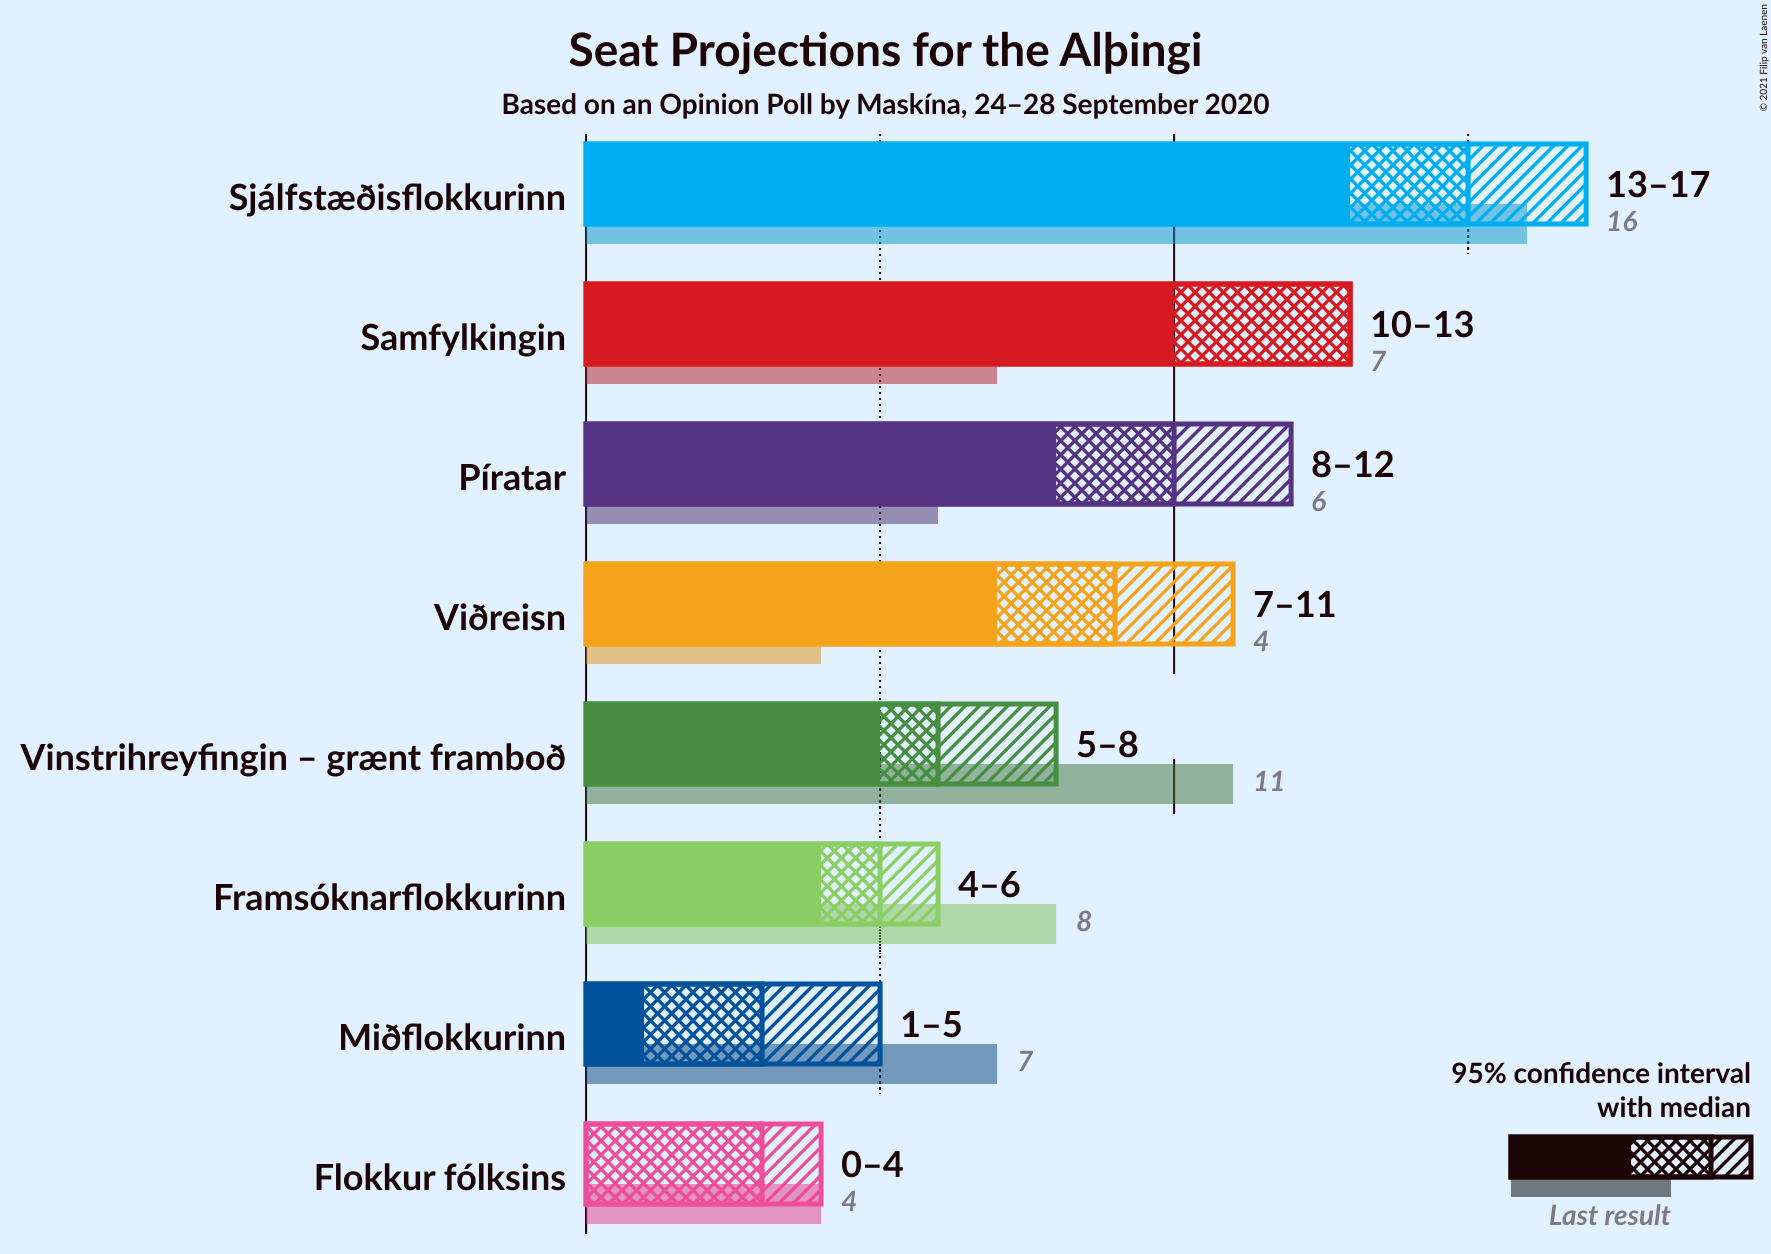 Seat Projections for the Alþingi
Based on an Opinion Poll by Maskína, 24–28 September 2020
© 2021 Filip van Laenen
Sjálfstæðisflokkurinn
13–17
16
Samfylkingin
10–13
7
Píratar
8–12
6
Viðreisn
7–11
4
Vinstrihreyfingin – grænt framboð
5–8
11
Framsóknarflokkurinn
4–6
8
Miðflokkurinn
1–5
7
Flokkur fólksins
0–4
4
95% confidence interval
with median
Last result